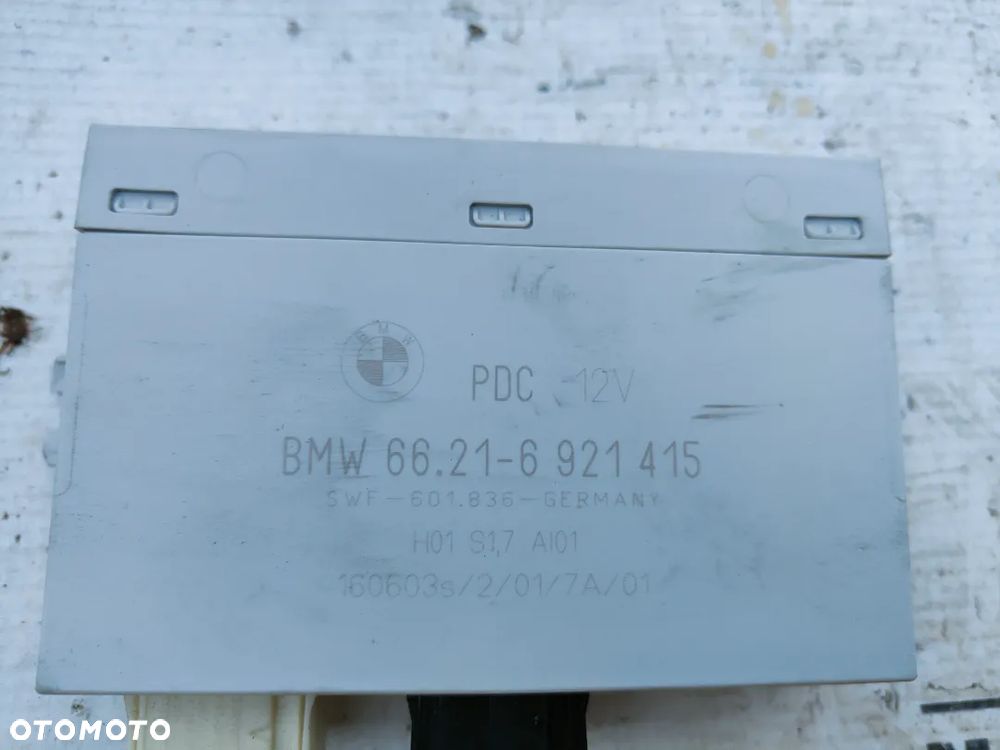 BMW
PDC 12V
BMW 66.21-6 921 415
SWF-601.836-GERMANY
H01 S1,7 AI01
160603s/2/01/7A/01
OTOMOTO